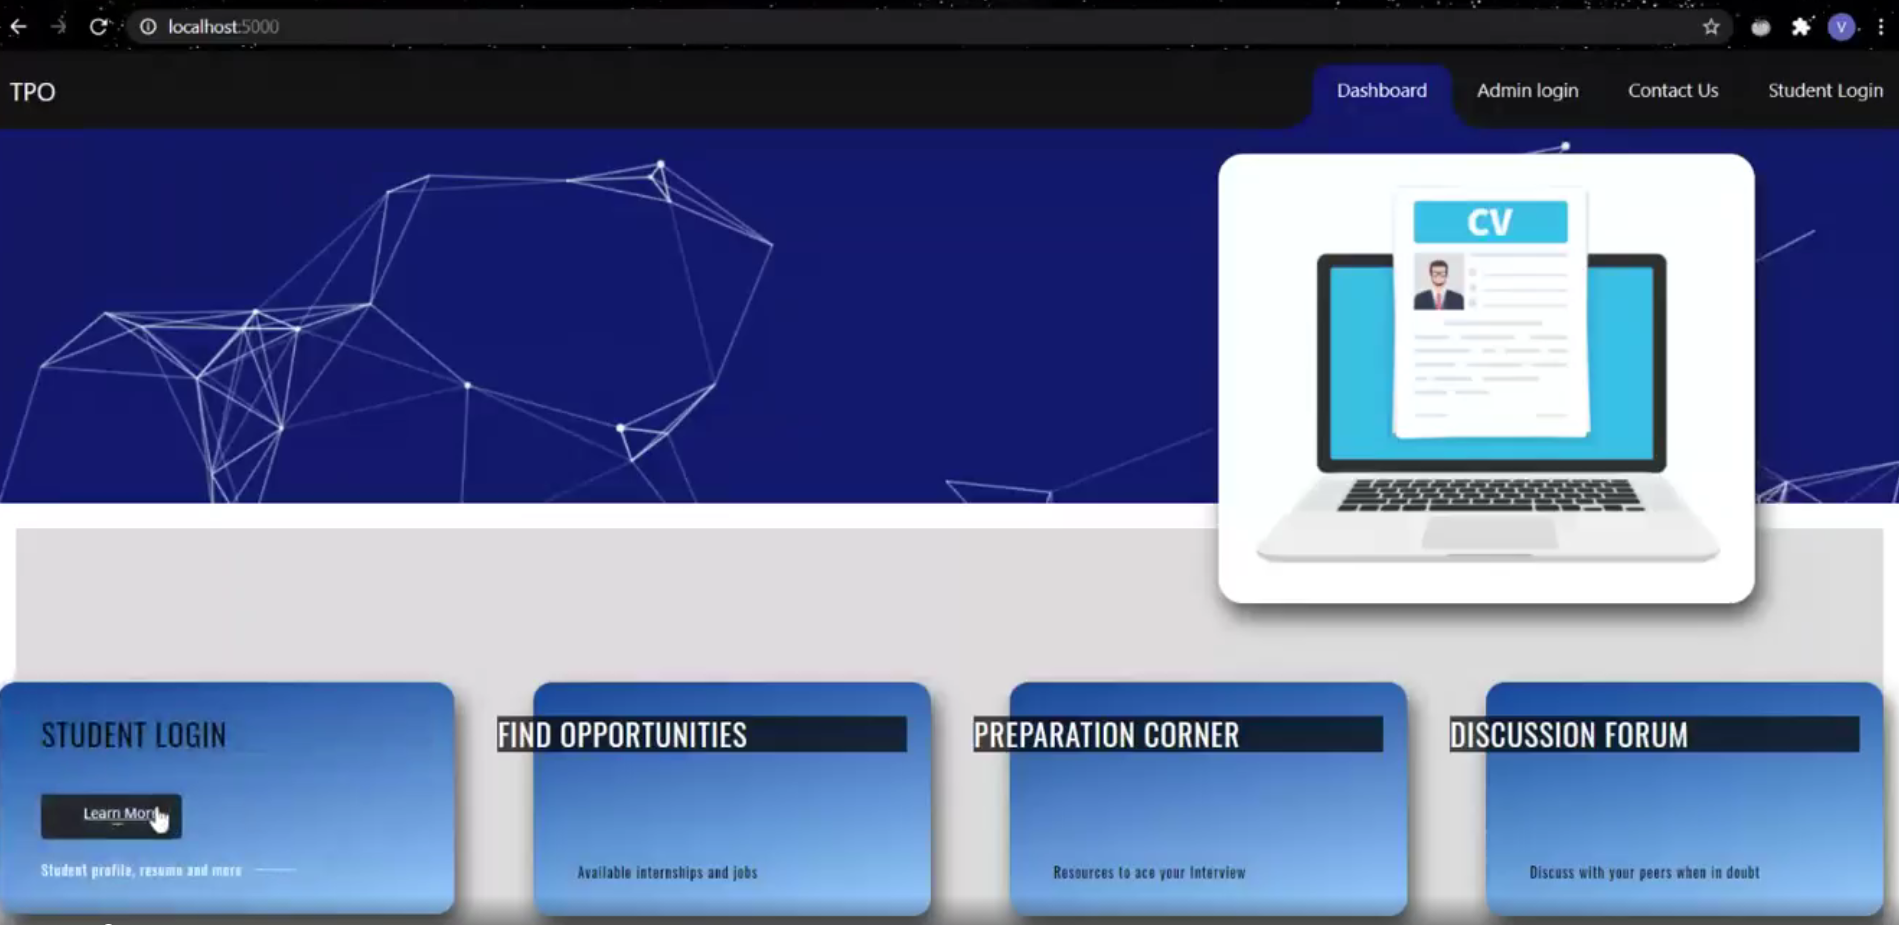 localhost:5000
V
TPO
Dashboard
Admin login
Contact Us
Student Login
CV
STUDENT LOGIN
FIND OPPORTUNITIES
PREPARATION CORNER
DISCUSSION FORUM
Learn More
Student profile, resume and more
Available internships and jobs
Resources to ace your Interview
Discuss with your peers when in doubt